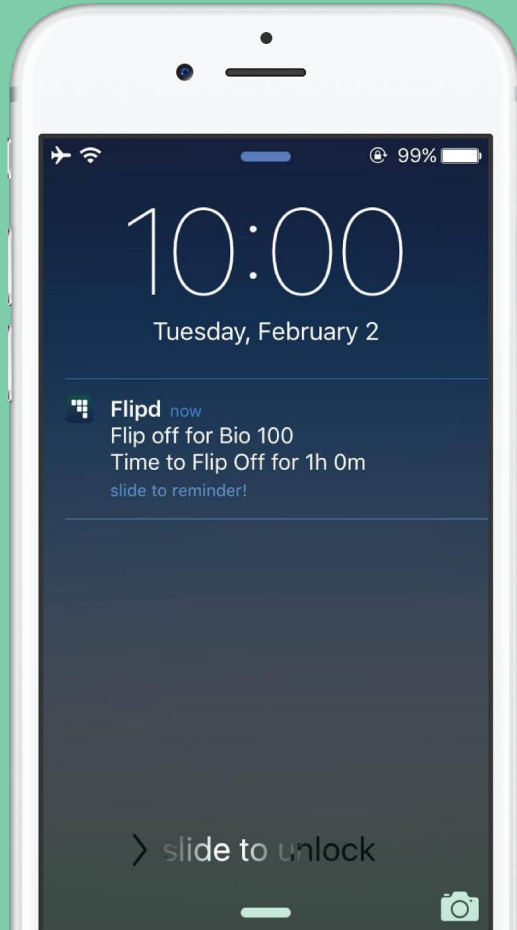 99%
10:00
Tuesday, February 2
Flipd now
Flip off for Bio 100
Time to Flip Off for 1h 0m
slide to reminder!
slide to unlock